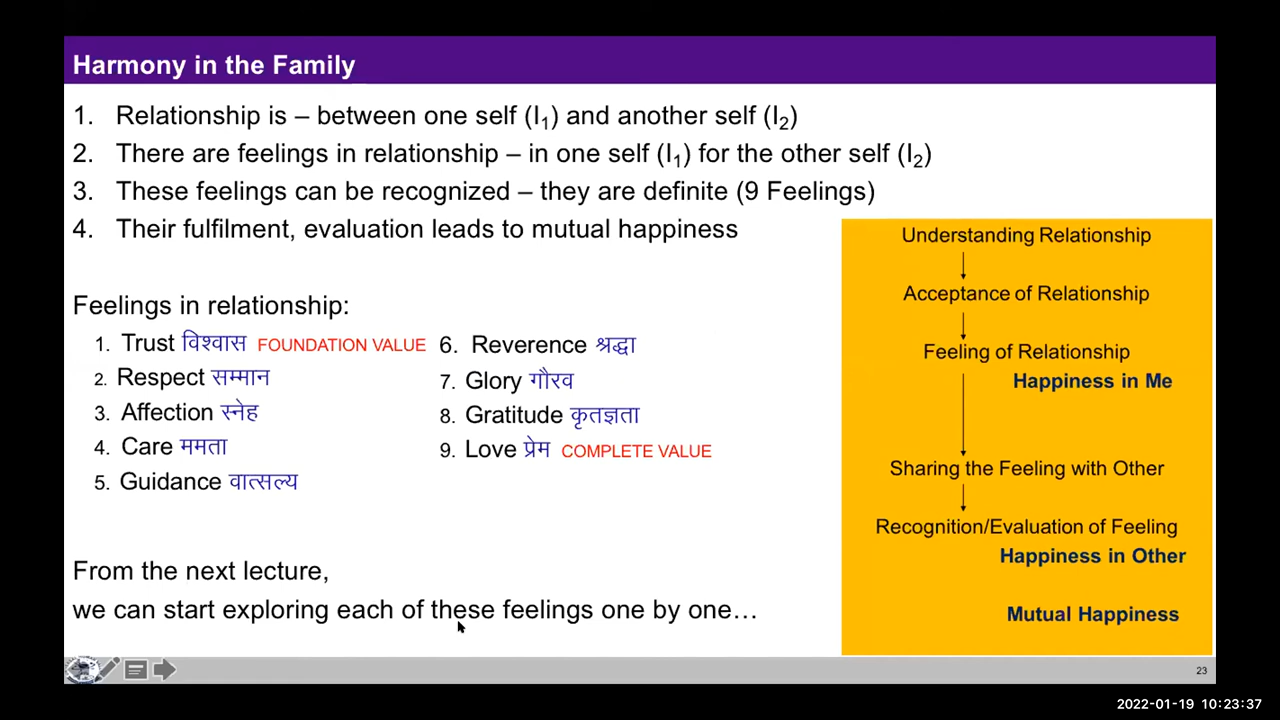 Harmony in the Family
1. Relationship is – between one self (I1) and another self (I2)
2. There are feelings in relationship – in one self (I1) for the other self (I2)
3. These feelings can be recognized – they are definite (9 Feelings)
4. Their fulfilment, evaluation leads to mutual happiness
Feelings in relationship:
1. Trust विश्वास FOUNDATION VALUE
2. Respect सम्मान
3. Affection स्नेह
4. Care ममता
5. Guidance वात्सल्य
6. Reverence श्रद्धा
7. Glory गौरव
8. Gratitude कृतज्ञता
9. Love प्रेम COMPLETE VALUE
From the next lecture,
we can start exploring each of these feelings one by one…
Understanding Relationship
Acceptance of Relationship
Feeling of Relationship
Happiness in Me
Sharing the Feeling with Other
Recognition/Evaluation of Feeling
Happiness in Other
Mutual Happiness
23
2022-01-19 10:23:37